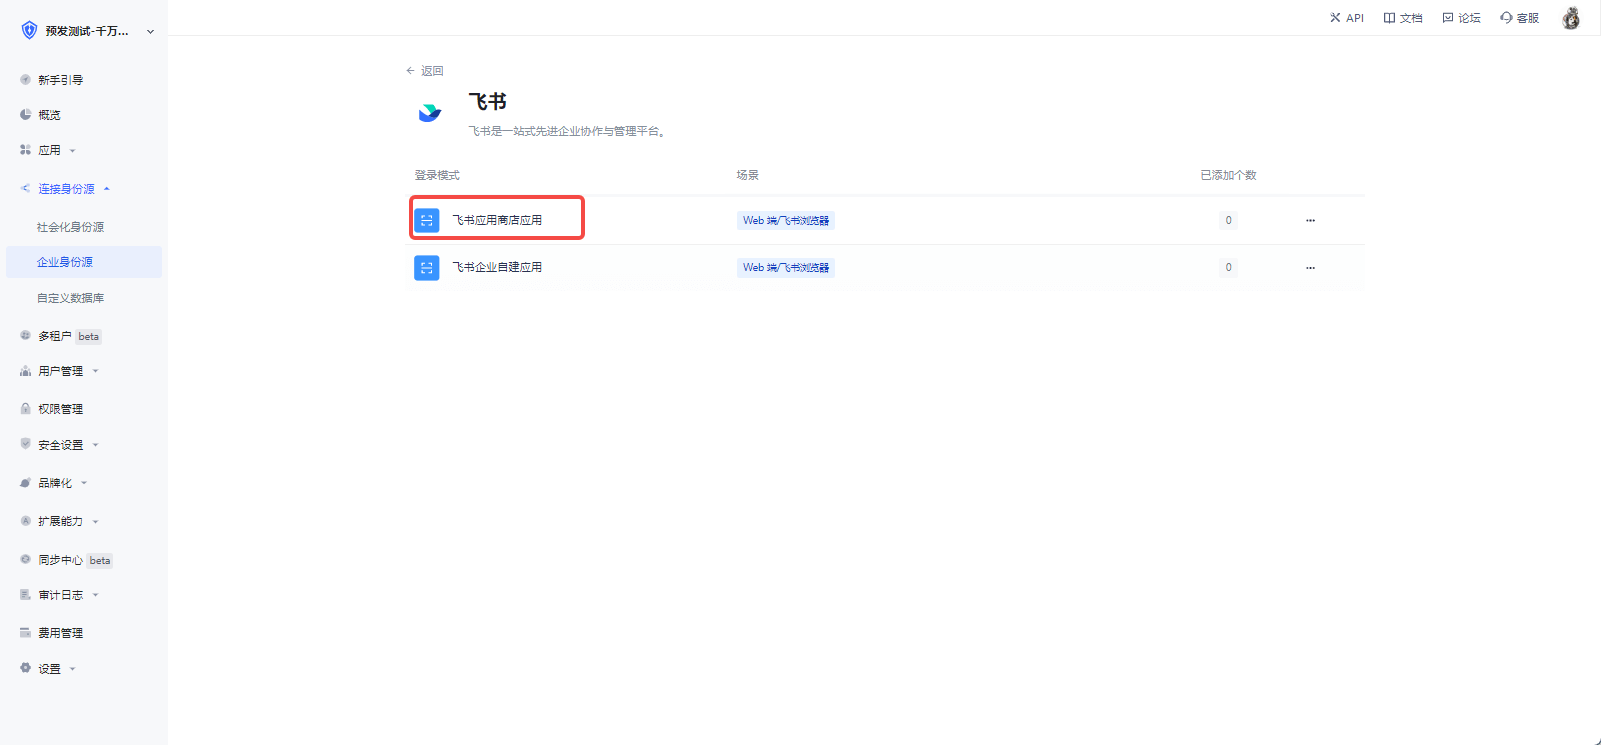 预发测试-千万...
API
文档
论坛
客服
新手引导
概览
应用
连接身份源
社会化身份源
企业身份源
自定义数据库
多租户 beta
用户管理
权限管理
安全设置
品牌化
扩展能力
同步中心 beta
审计日志
费用管理
设置
返回
飞书
飞书是一站式先进企业协作与管理平台。
登录模式 场景 已添加个数
飞书应用商店应用 Web 端/飞书浏览器 0 ···
飞书企业自建应用 Web 端/飞书浏览器 0 ···